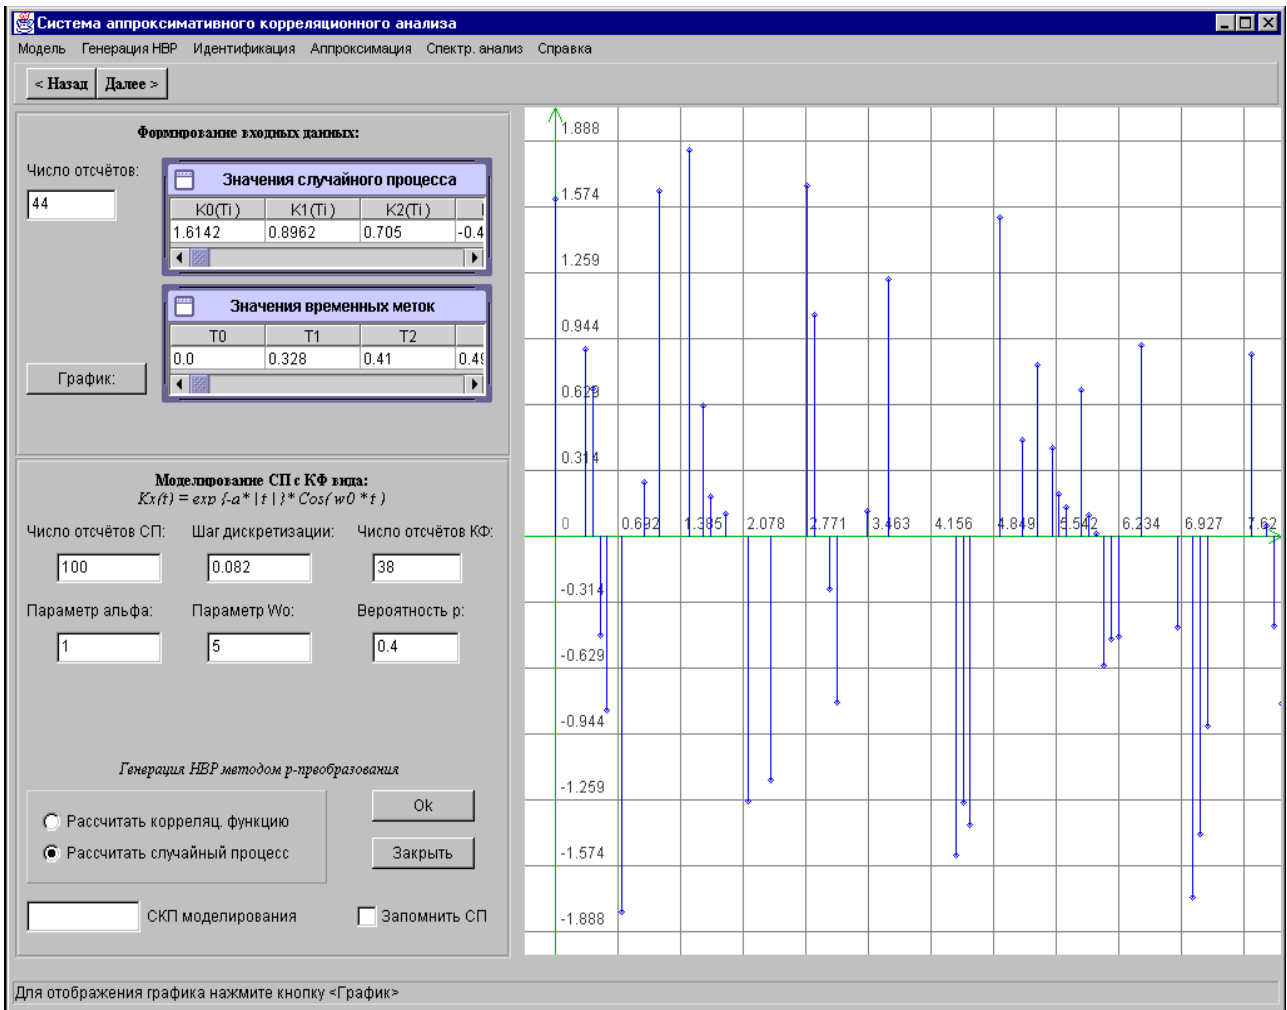 Система аппроксимативного корреляционного анализа
Модель Генерация НВР Идентификация Аппроксимация Спектр. анализ Справка
< Назад Далее >
Формирование входных данных:
Число отсчётов:
44
Значения случайного процесса
K0(Ti) K1(Ti) K2(Ti)
1.6142 0.8962 0.705 -0.4
Значения временных меток
T0 T1 T2
0.0 0.328 0.41 0.49
График:
Моделирование СП с КФ вида:
Kx(t) = exp {-a* | t | }* Cos( w0 * t )
Число отсчётов СП: Шаг дискретизации: Число отсчётов КФ:
100 0.082 38
Параметр альфа: Параметр Wo: Вероятность p:
1 5 0.4
Генерация НВР методом p-преобразования
Рассчитать корреляц. функцию
Рассчитать случайный процесс
Ok
Закрыть
СКП моделирования
Запомнить СП
1.888
1.574
1.259
0.944
0.629
0.314
0 0.692 1.385 2.078 2.771 3.463 4.156 4.849 5.542 6.234 6.927 7.62
-0.314
-0.629
-0.944
-1.259
-1.574
-1.888
Для отображения графика нажмите кнопку <График>